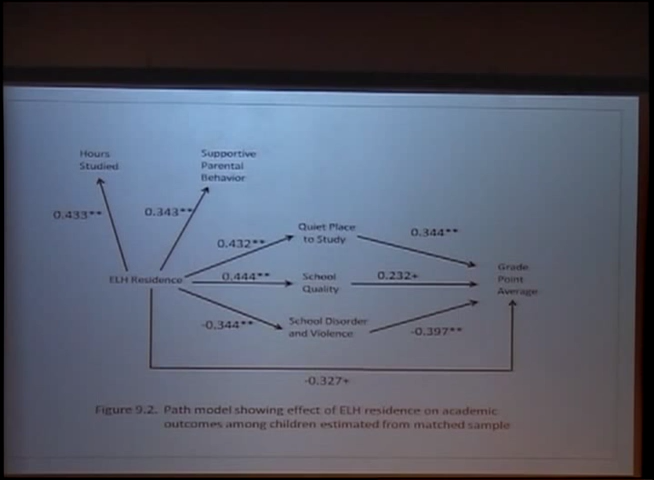 Hours
Studied
Supportive
Parental
Behavior
0.433**
0.343**
Quiet Place
to Study
0.432**
0.344**
ELH Residence
0.444**
School
Quality
0.232+
Grade
Point
Average
-0.344**
School Disorder
and Violence
-0.397**
-0.327+
Figure 9.2. Path model showing effect of ELH residence on academic
outcomes among children estimated from matched sample